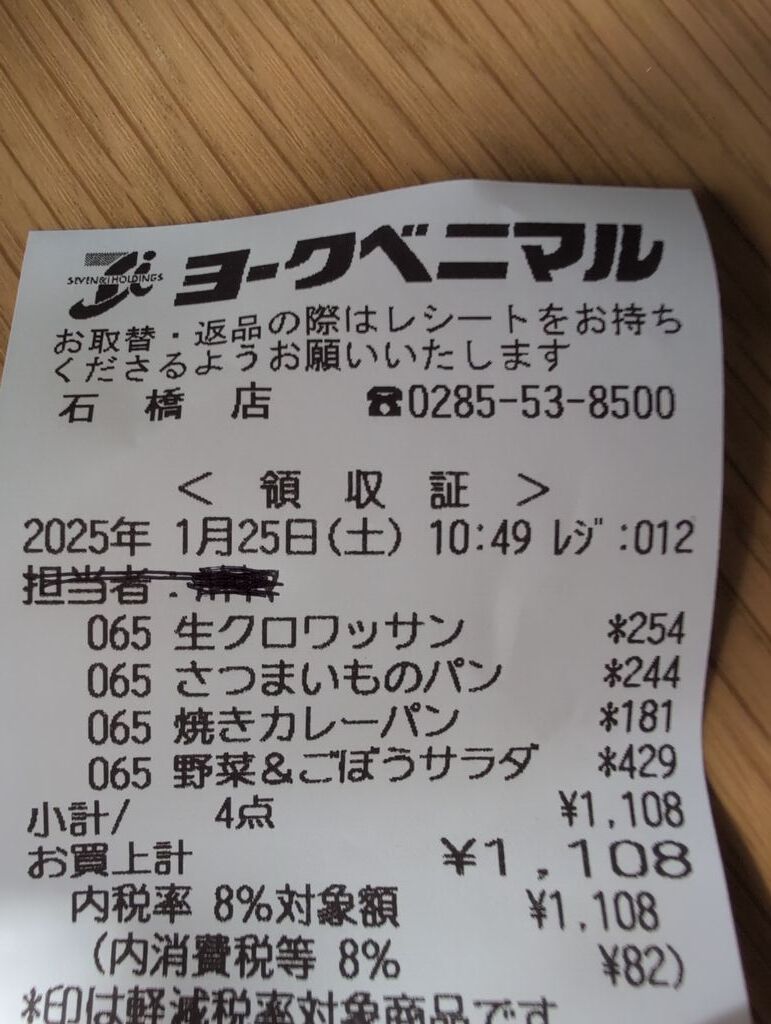 SEVEN&i HOLDINGS ヨークベニマル
お取替・返品の際はレシートをお持ち
くださるようお願いいたします
石橋店 ☎0285-53-8500
＜ 領 収 証 ＞
2025年 1月25日(土) 10:49 レジ:012
担当者:
065 生クロワッサン *254
065 さつまいものパン *244
065 焼きカレーパン *181
065 野菜&ごぼうサラダ *429
小計/ 4点 ¥1,108
お買上計 ¥1,108
内税率 8%対象額 ¥1,108
(内消費税等 8% ¥82)
*印は軽減税率対象商品です